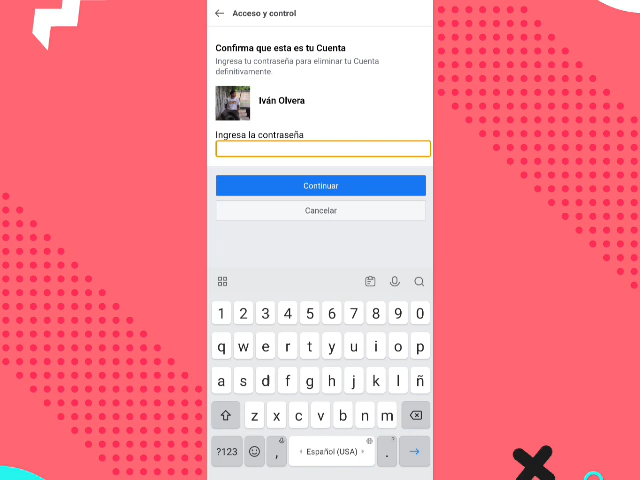 Acceso y control
Confirma que esta es tu Cuenta
Ingresa tu contraseña para eliminar tu Cuenta
definitivamente.
Iván Olvera
Ingresa la contraseña
Continuar
Cancelar
1 2 3 4 5 6 7 8 9 0
q w e r t y u i o p
a s d f g h j k l ñ
z x c v b n m
?123 , Español (USA) .